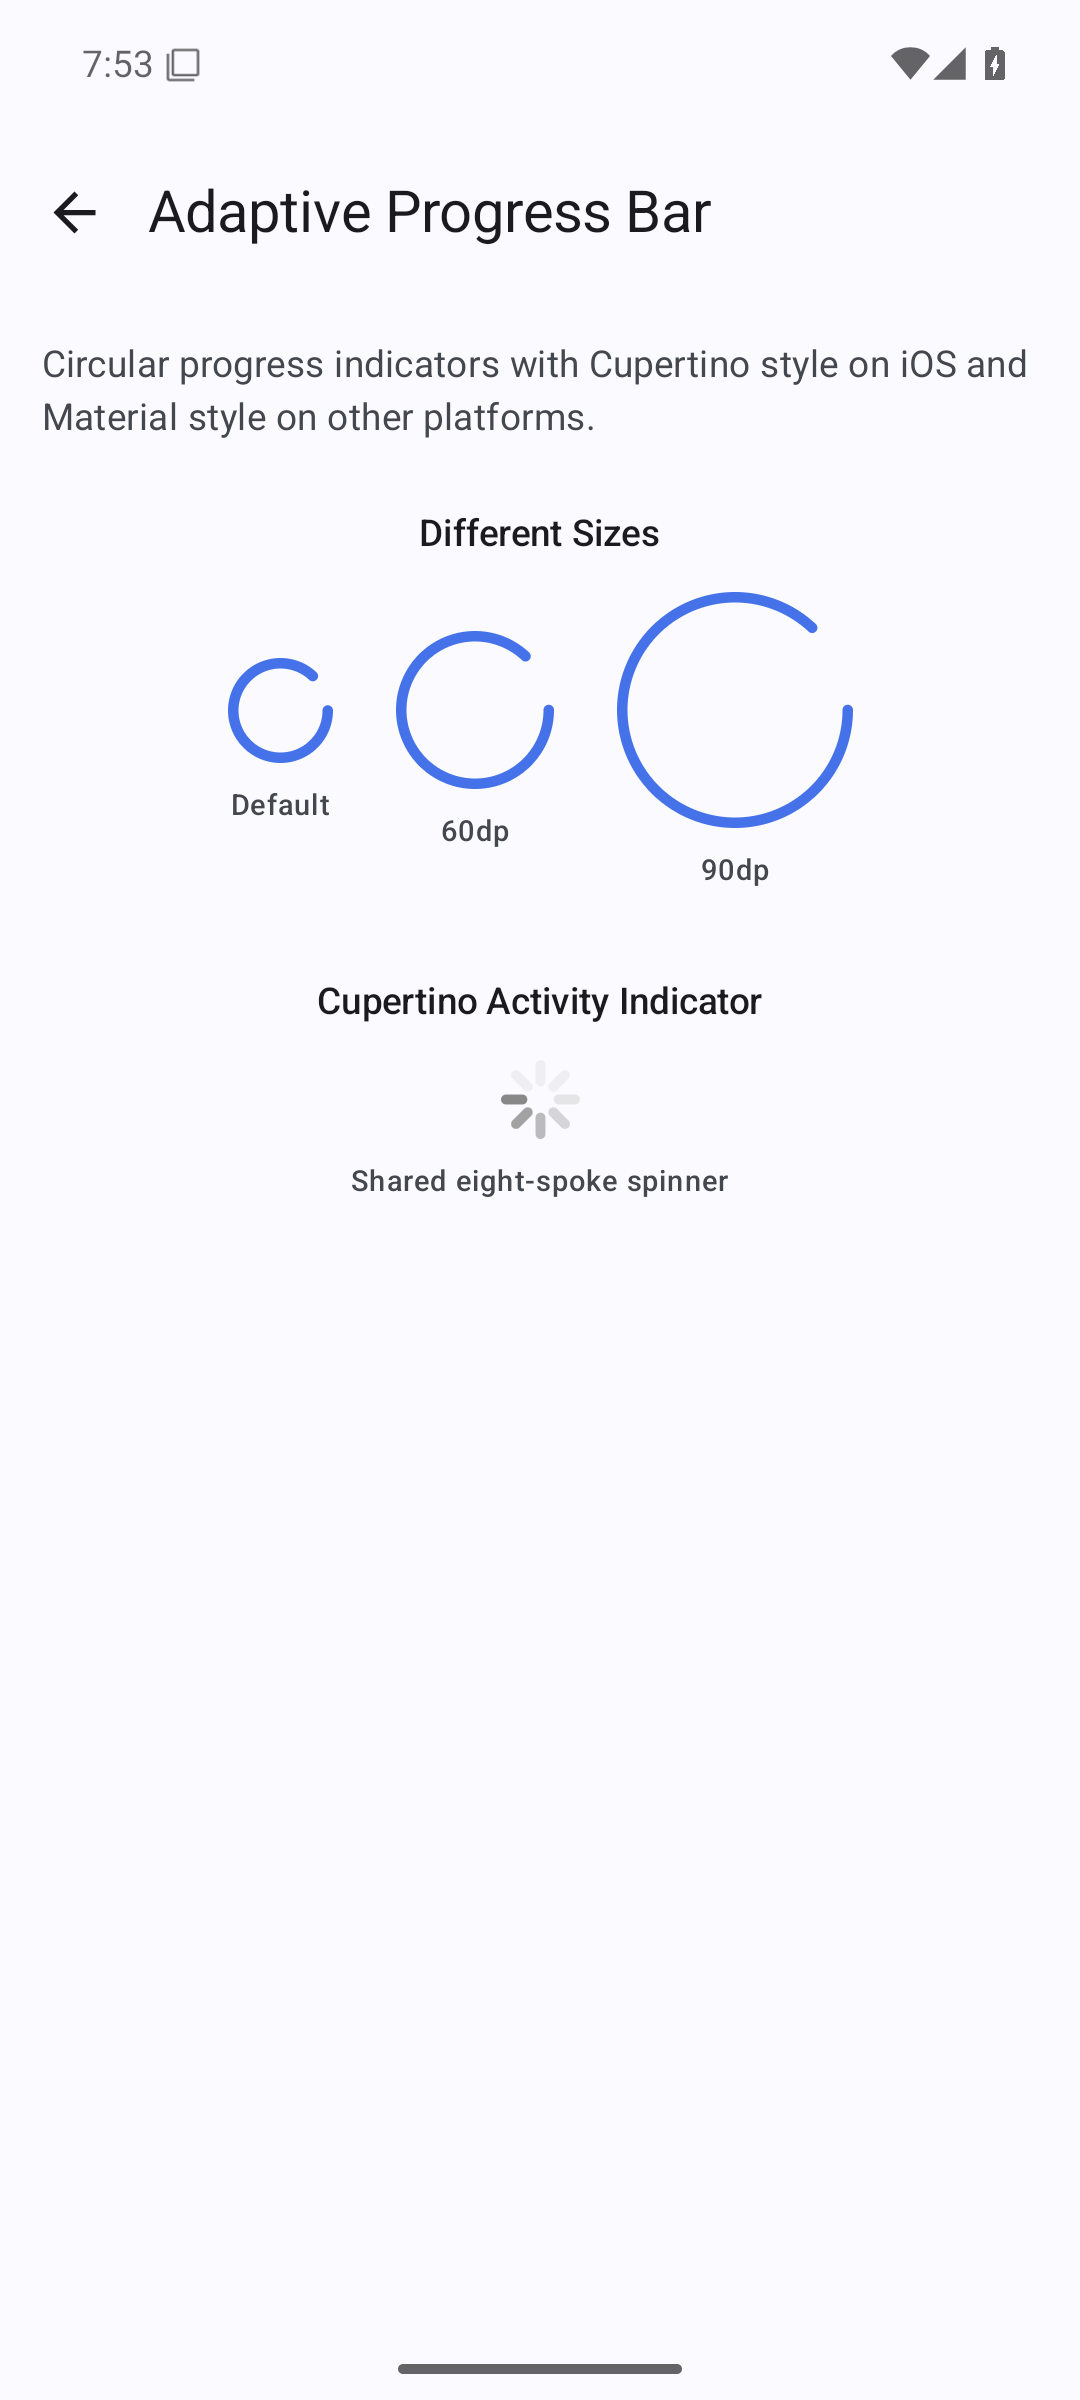 7:53
Adaptive Progress Bar
Circular progress indicators with Cupertino style on iOS and
Material style on other platforms.
Different Sizes
Default
60dp
90dp
Cupertino Activity Indicator
Shared eight-spoke spinner